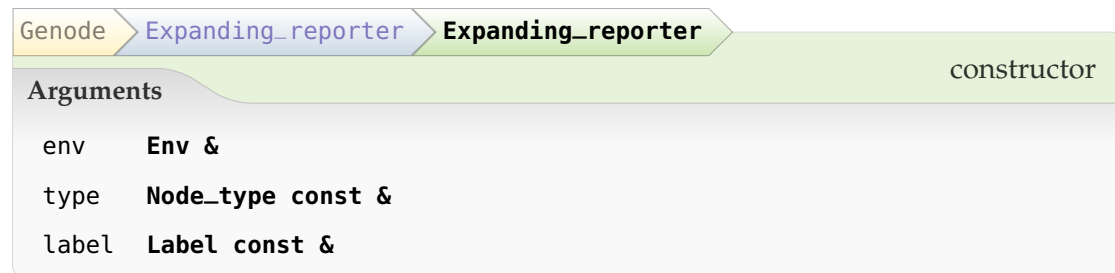 Genode Expanding_reporter Expanding_reporter
constructor
Arguments
env Env &
type Node_type const &
label Label const &